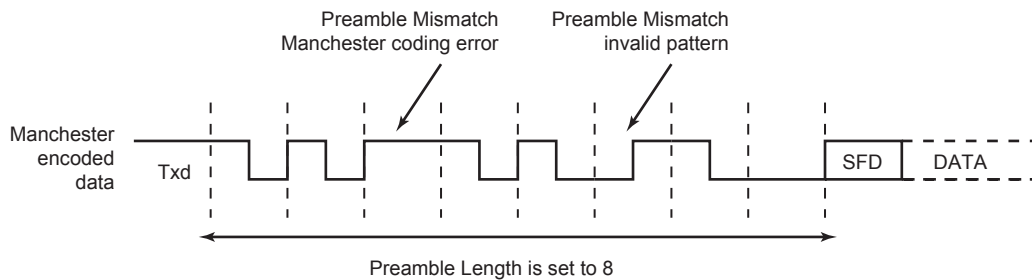 Preamble Mismatch
Manchester coding error
Preamble Mismatch
invalid pattern
Manchester
encoded
data
Txd
SFD
DATA
Preamble Length is set to 8